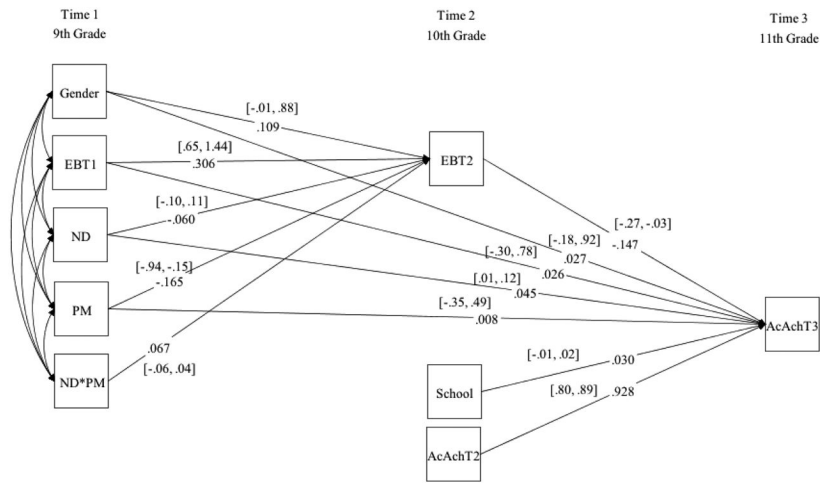 Time 1
9th Grade
Time 2
10th Grade
Time 3
11th Grade
Gender
[-.01, .88]
.109
EBT1
[.65, 1.44]
.306
EBT2
ND
[-.10, .11]
-.060
[-.27, -.03]
-.147
[-.18, .92]
.027
[-.30, .78]
.026
PM
[-.94, -.15]
-.165
[.01, .12]
.045
[-.35, .49]
.008
AcAchT3
ND*PM
.067
[-.06, .04]
School
[-.01, .02]
.030
[.80, .89]
.928
AcAchT2